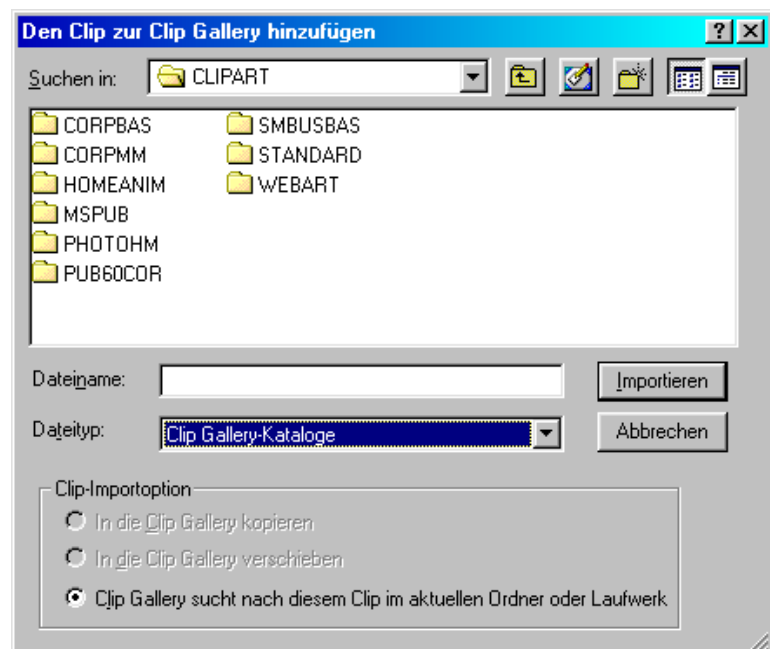 Den Clip zur Clip Gallery hinzufügen
Suchen in: CLIPART
CORPBAS SMBUSBAS
CORPMM STANDARD
HOMEANIM WEBART
MSPUB
PHOTOHM
PUB60COR
Dateiname: Importieren
Dateityp: Clip Gallery-Kataloge Abbrechen
Clip-Importoption
In die Clip Gallery kopieren
In die Clip Gallery verschieben
Clip Gallery sucht nach diesem Clip im aktuellen Ordner oder Laufwerk